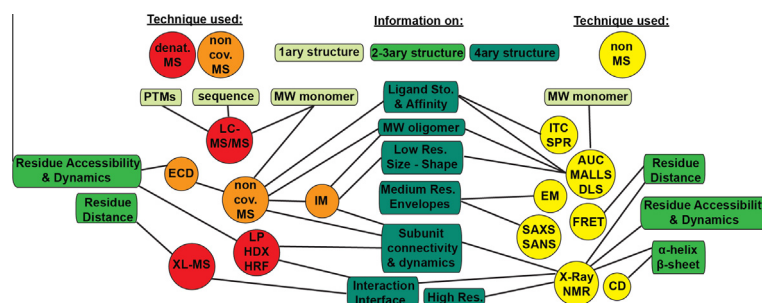 Technique used:
Information on:
Technique used:
denat.
MS
non
cov.
MS
1ary structure
2-3ary structure
4ary structure
non
MS
PTMs
sequence
MW monomer
Ligand Sto.
& Affinity
MW monomer
LC-
MS/MS
MW oligomer
ITC
SPR
Low Res.
Size - Shape
AUC
MALLS
DLS
Residue Accessibility
& Dynamics
ECD
Residue
Distance
Residue
Distance
non
cov.
MS
IM
Medium Res.
Envelopes
EM
FRET
Residue Accessibility
& Dynamics
SAXS
SANS
LP
HDX
HRF
Subunit
connectivity
& dynamics
α-helix
β-sheet
XL-MS
X-Ray
NMR
CD
Interaction
Interface
High Res.